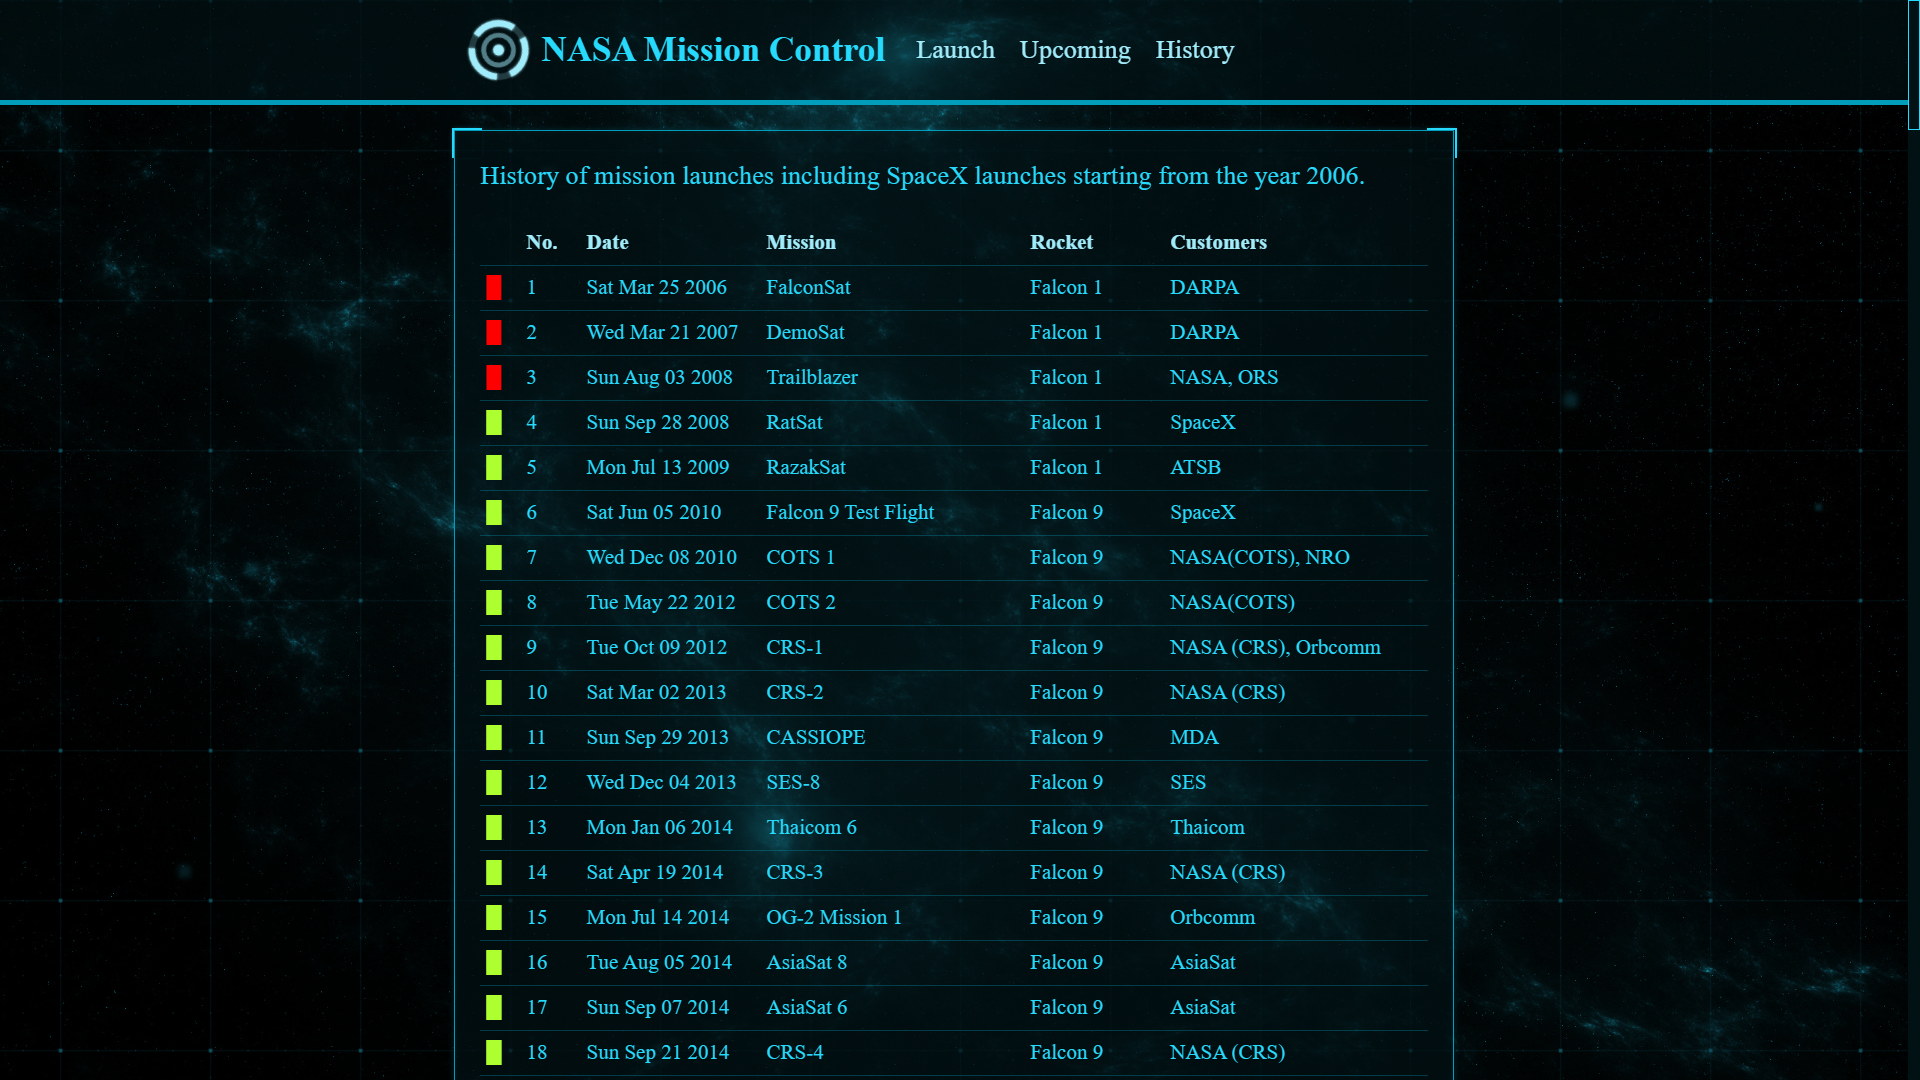 NASA Mission Control Launch Upcoming History
History of mission launches including SpaceX launches starting from the year 2006.
No. Date Mission Rocket Customers
1 Sat Mar 25 2006 FalconSat Falcon 1 DARPA
2 Wed Mar 21 2007 DemoSat Falcon 1 DARPA
3 Sun Aug 03 2008 Trailblazer Falcon 1 NASA, ORS
4 Sun Sep 28 2008 RatSat Falcon 1 SpaceX
5 Mon Jul 13 2009 RazakSat Falcon 1 ATSB
6 Sat Jun 05 2010 Falcon 9 Test Flight Falcon 9 SpaceX
7 Wed Dec 08 2010 COTS 1 Falcon 9 NASA(COTS), NRO
8 Tue May 22 2012 COTS 2 Falcon 9 NASA(COTS)
9 Tue Oct 09 2012 CRS-1 Falcon 9 NASA (CRS), Orbcomm
10 Sat Mar 02 2013 CRS-2 Falcon 9 NASA (CRS)
11 Sun Sep 29 2013 CASSIOPE Falcon 9 MDA
12 Wed Dec 04 2013 SES-8 Falcon 9 SES
13 Mon Jan 06 2014 Thaicom 6 Falcon 9 Thaicom
14 Sat Apr 19 2014 CRS-3 Falcon 9 NASA (CRS)
15 Mon Jul 14 2014 OG-2 Mission 1 Falcon 9 Orbcomm
16 Tue Aug 05 2014 AsiaSat 8 Falcon 9 AsiaSat
17 Sun Sep 07 2014 AsiaSat 6 Falcon 9 AsiaSat
18 Sun Sep 21 2014 CRS-4 Falcon 9 NASA (CRS)